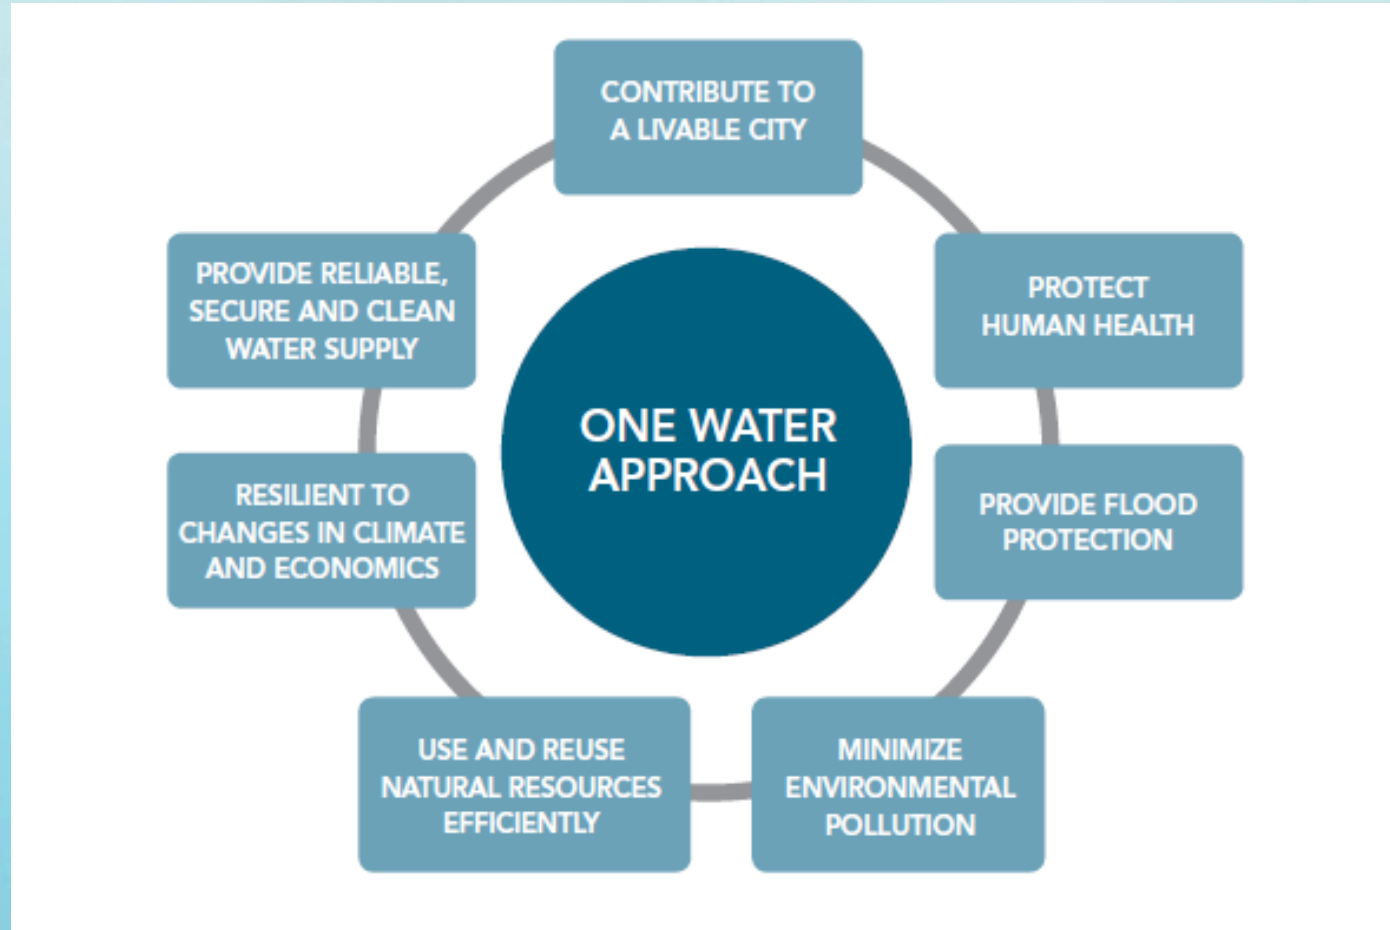 CONTRIBUTE TO
A LIVABLE CITY
PROTECT
HUMAN HEALTH
PROVIDE FLOOD
PROTECTION
MINIMIZE
ENVIRONMENTAL
POLLUTION
USE AND REUSE
NATURAL RESOURCES
EFFICIENTLY
RESILIENT TO
CHANGES IN CLIMATE
AND ECONOMICS
PROVIDE RELIABLE,
SECURE AND CLEAN
WATER SUPPLY
ONE WATER
APPROACH